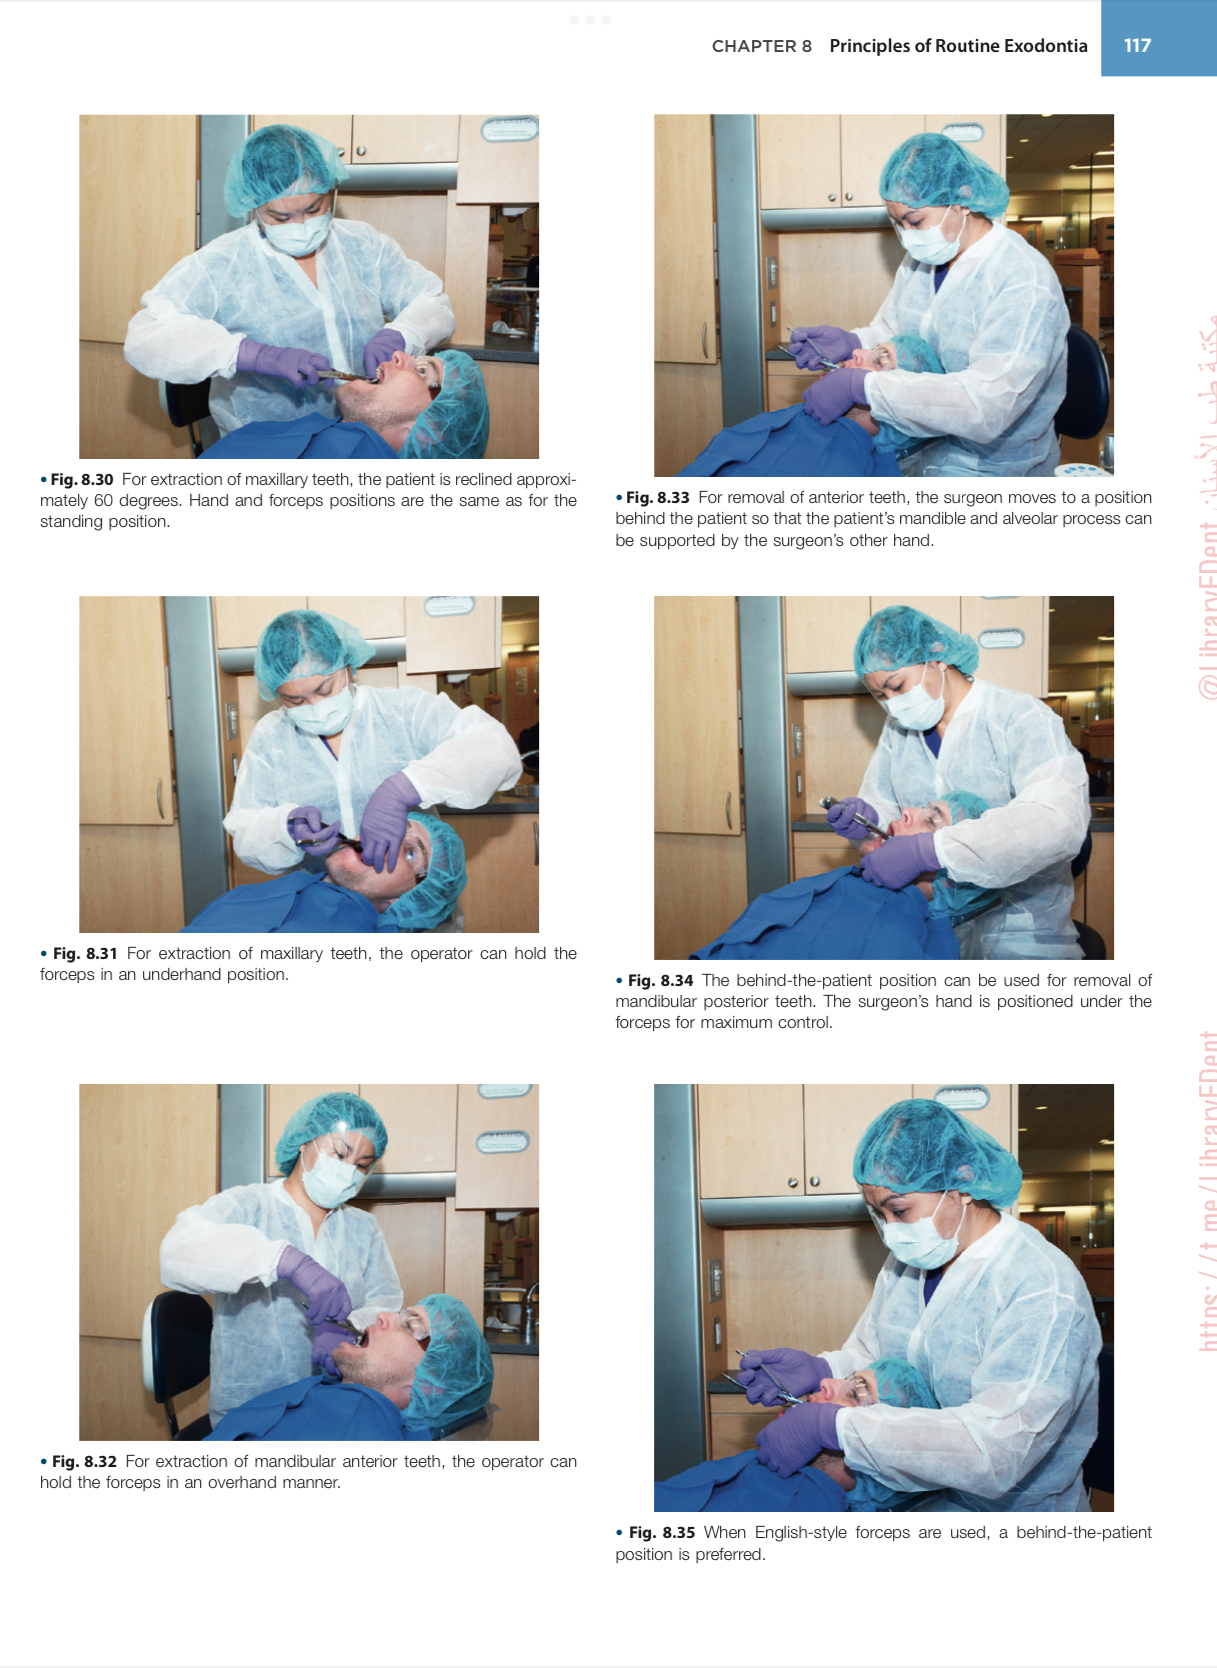 CHAPTER 8 Principles of Routine Exodontia 117
• Fig. 8.30 For extraction of maxillary teeth, the patient is reclined approxi-
mately 60 degrees. Hand and forceps positions are the same as for the
standing position.
• Fig. 8.31 For extraction of maxillary teeth, the operator can hold the
forceps in an underhand position.
• Fig. 8.32 For extraction of mandibular anterior teeth, the operator can
hold the forceps in an overhand manner.
• Fig. 8.33 For removal of anterior teeth, the surgeon moves to a position
behind the patient so that the patient's mandible and alveolar process can
be supported by the surgeon's other hand.
• Fig. 8.34 The behind-the-patient position can be used for removal of
mandibular posterior teeth. The surgeon's hand is positioned under the
forceps for maximum control.
• Fig. 8.35 When English-style forceps are used, a behind-the-patient
position is preferred.
@LibraryEDent مكتبة طب الأسنان
https://t.me/LibraryEDent